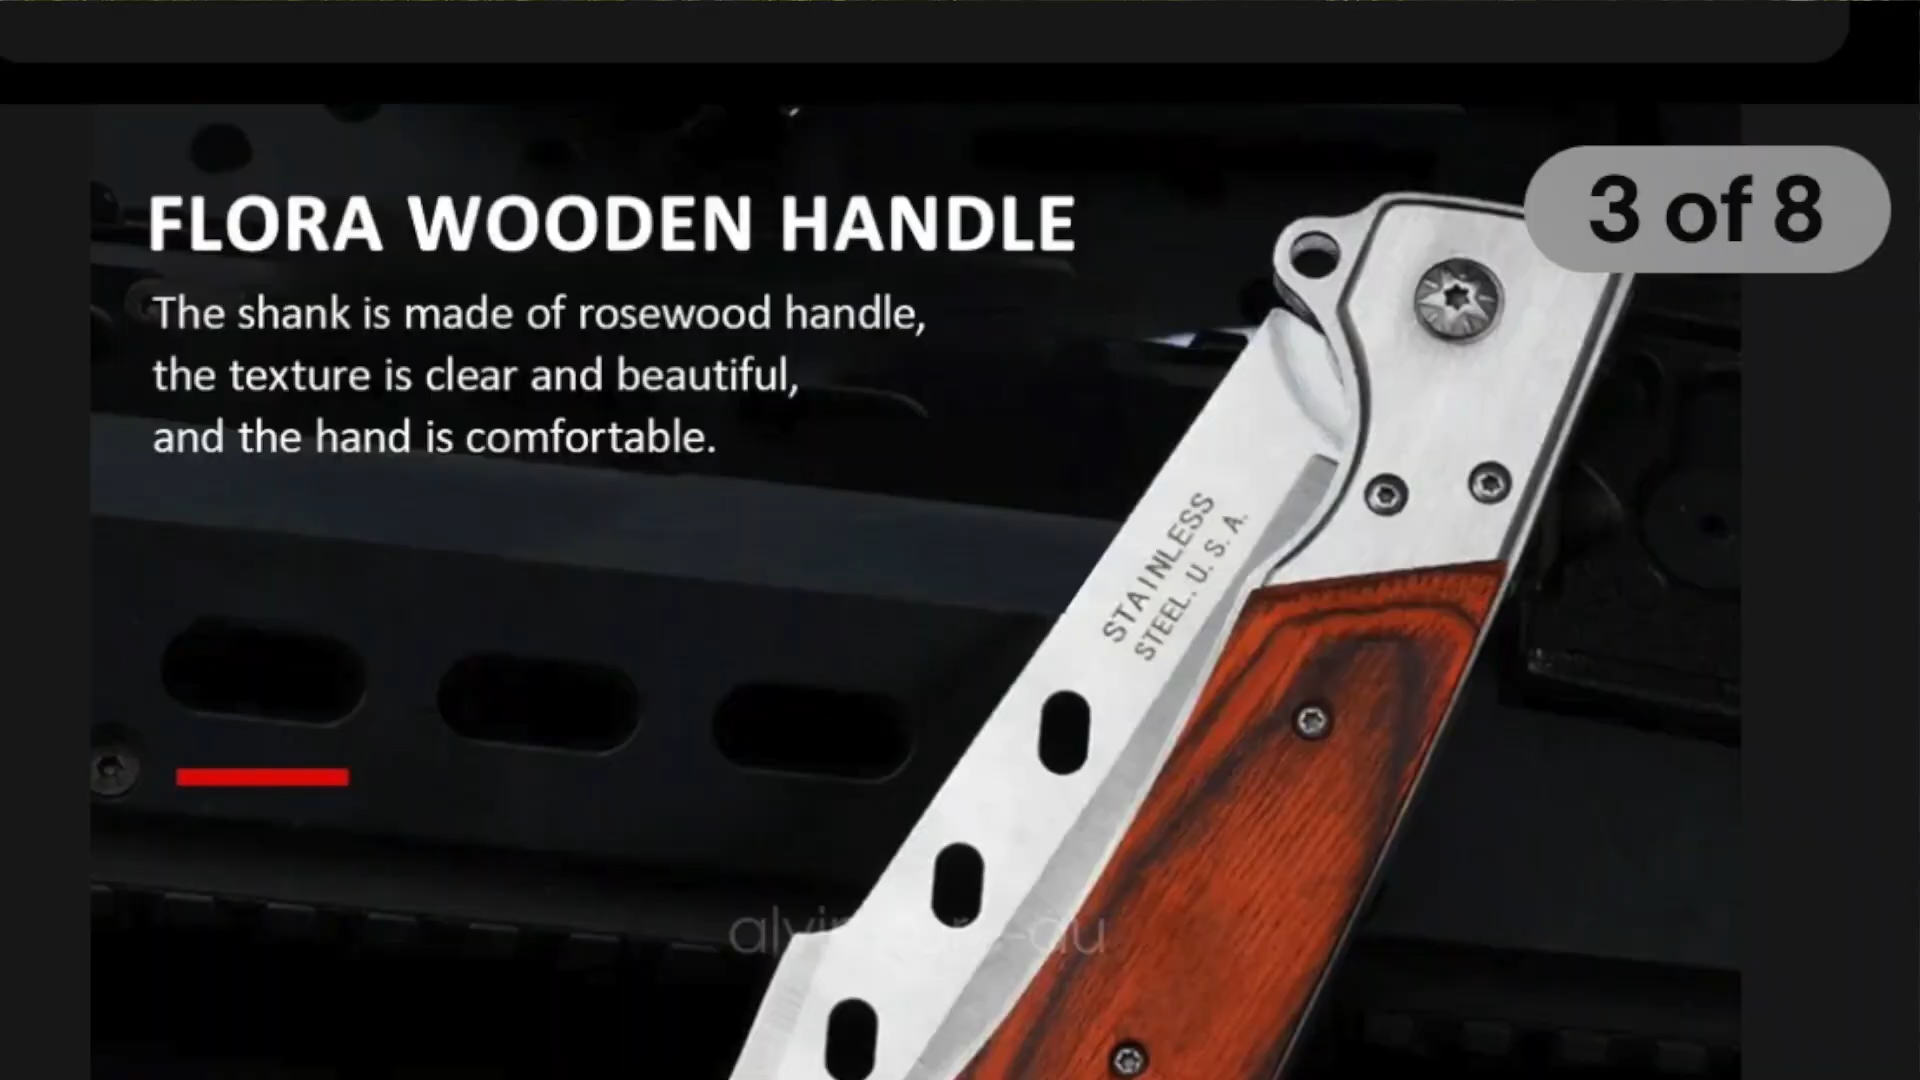 3 of 8
FLORA WOODEN HANDLE
The shank is made of rosewood handle,
the texture is clear and beautiful,
and the hand is comfortable.
STAINLESS
STEEL. U. S. A.